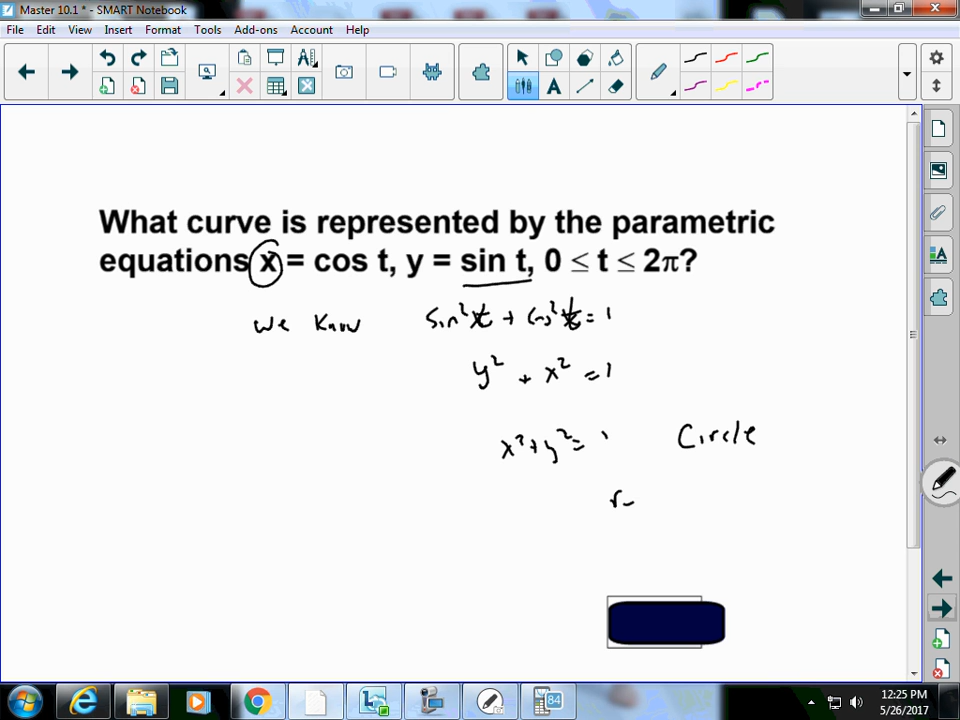 Master 10.1 * - SMART Notebook
File Edit View Insert Format Tools Add-ons Account Help
What curve is represented by the parametric
equations x = cos t, y = sin t, 0 ≤ t ≤ 2π?
we know sin²t + cos²t = 1
y² + x² = 1
x² + y² = 1 Circle
r=
84
12:25 PM
5/26/2017